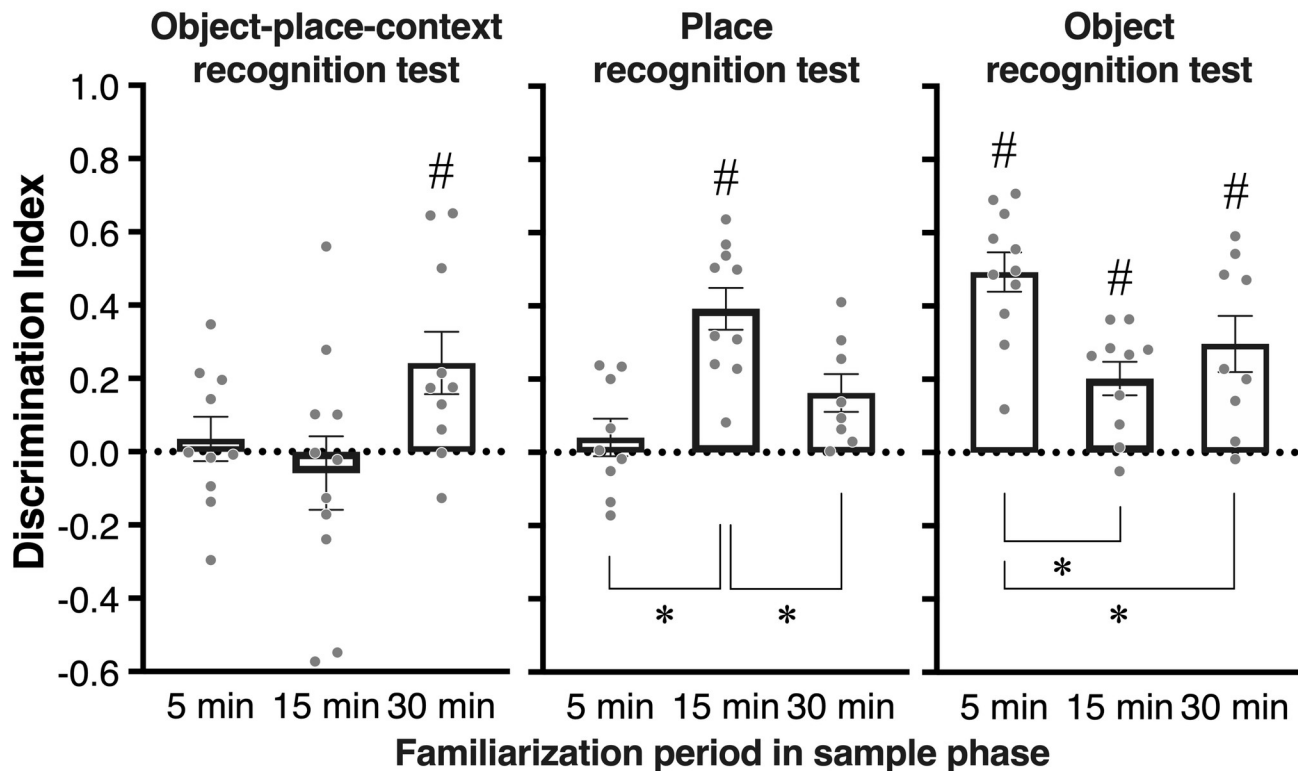 Object-place-context
recognition test
Place
recognition test
Object
recognition test
Discrimination Index
1.0
0.8
0.6
0.4
0.2
0.0
-0.2
-0.4
-0.6
#
#
#
#
#
*
*
*
*
5 min 15 min 30 min
5 min 15 min 30 min
5 min 15 min 30 min
Familiarization period in sample phase